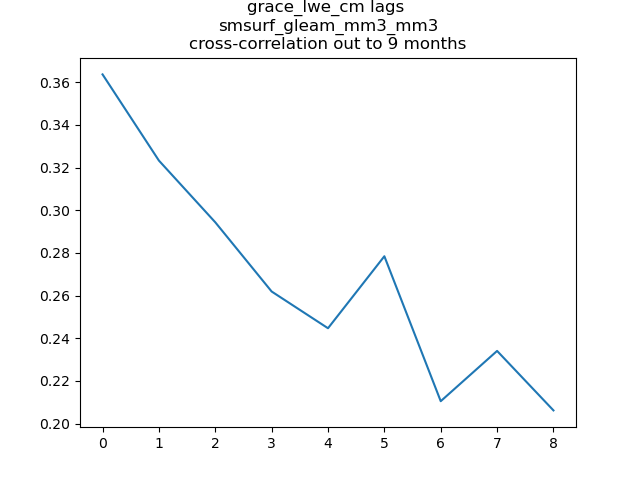 grace_lwe_cm lags
smsurf_gleam_mm3_mm3
cross-correlation out to 9 months
0.36
0.34
0.32
0.30
0.28
0.26
0.24
0.22
0.20
0 1 2 3 4 5 6 7 8